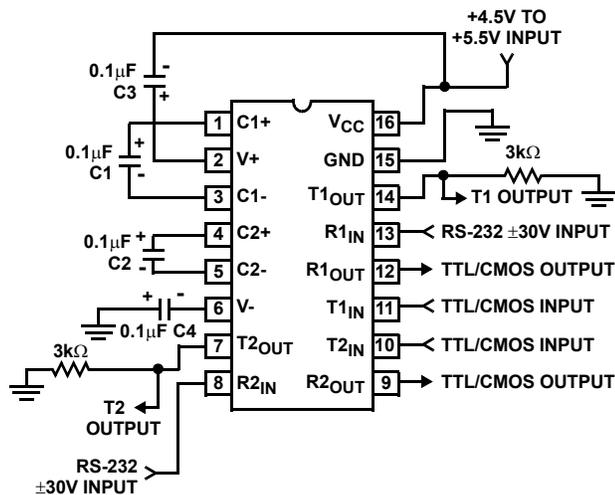 +4.5V TO
+5.5V INPUT
0.1μF
C3
-
+
1 C1+
VCC 16
+
0.1μF
C1
-
2 V+
GND 15
3 C1-
T1OUT 14
3kΩ
T1 OUTPUT
4 C2+
R1IN 13
RS-232 ±30V INPUT
0.1μF
C2
+
-
5 C2-
R1OUT 12
TTL/CMOS OUTPUT
+ -
0.1μF C4
6 V-
T1IN 11
TTL/CMOS INPUT
7 T2OUT
T2IN 10
TTL/CMOS INPUT
3kΩ
8 R2IN
R2OUT 9
TTL/CMOS OUTPUT
T2
OUTPUT
RS-232
±30V INPUT